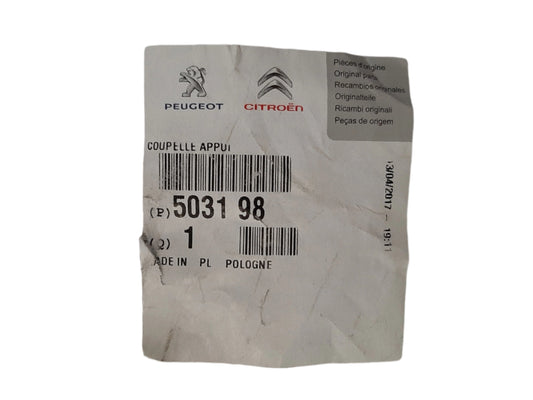 PEUGEOT
CITROËN
Pièces d'origine
Original parts
Recambios originales
Originalteile
Ricambi originali
Peças de origem
COUPELLE APPUI
(P) 5031 98
(Q) 1
ADE IN PL POLOGNE
13/04/2017 - 19:11